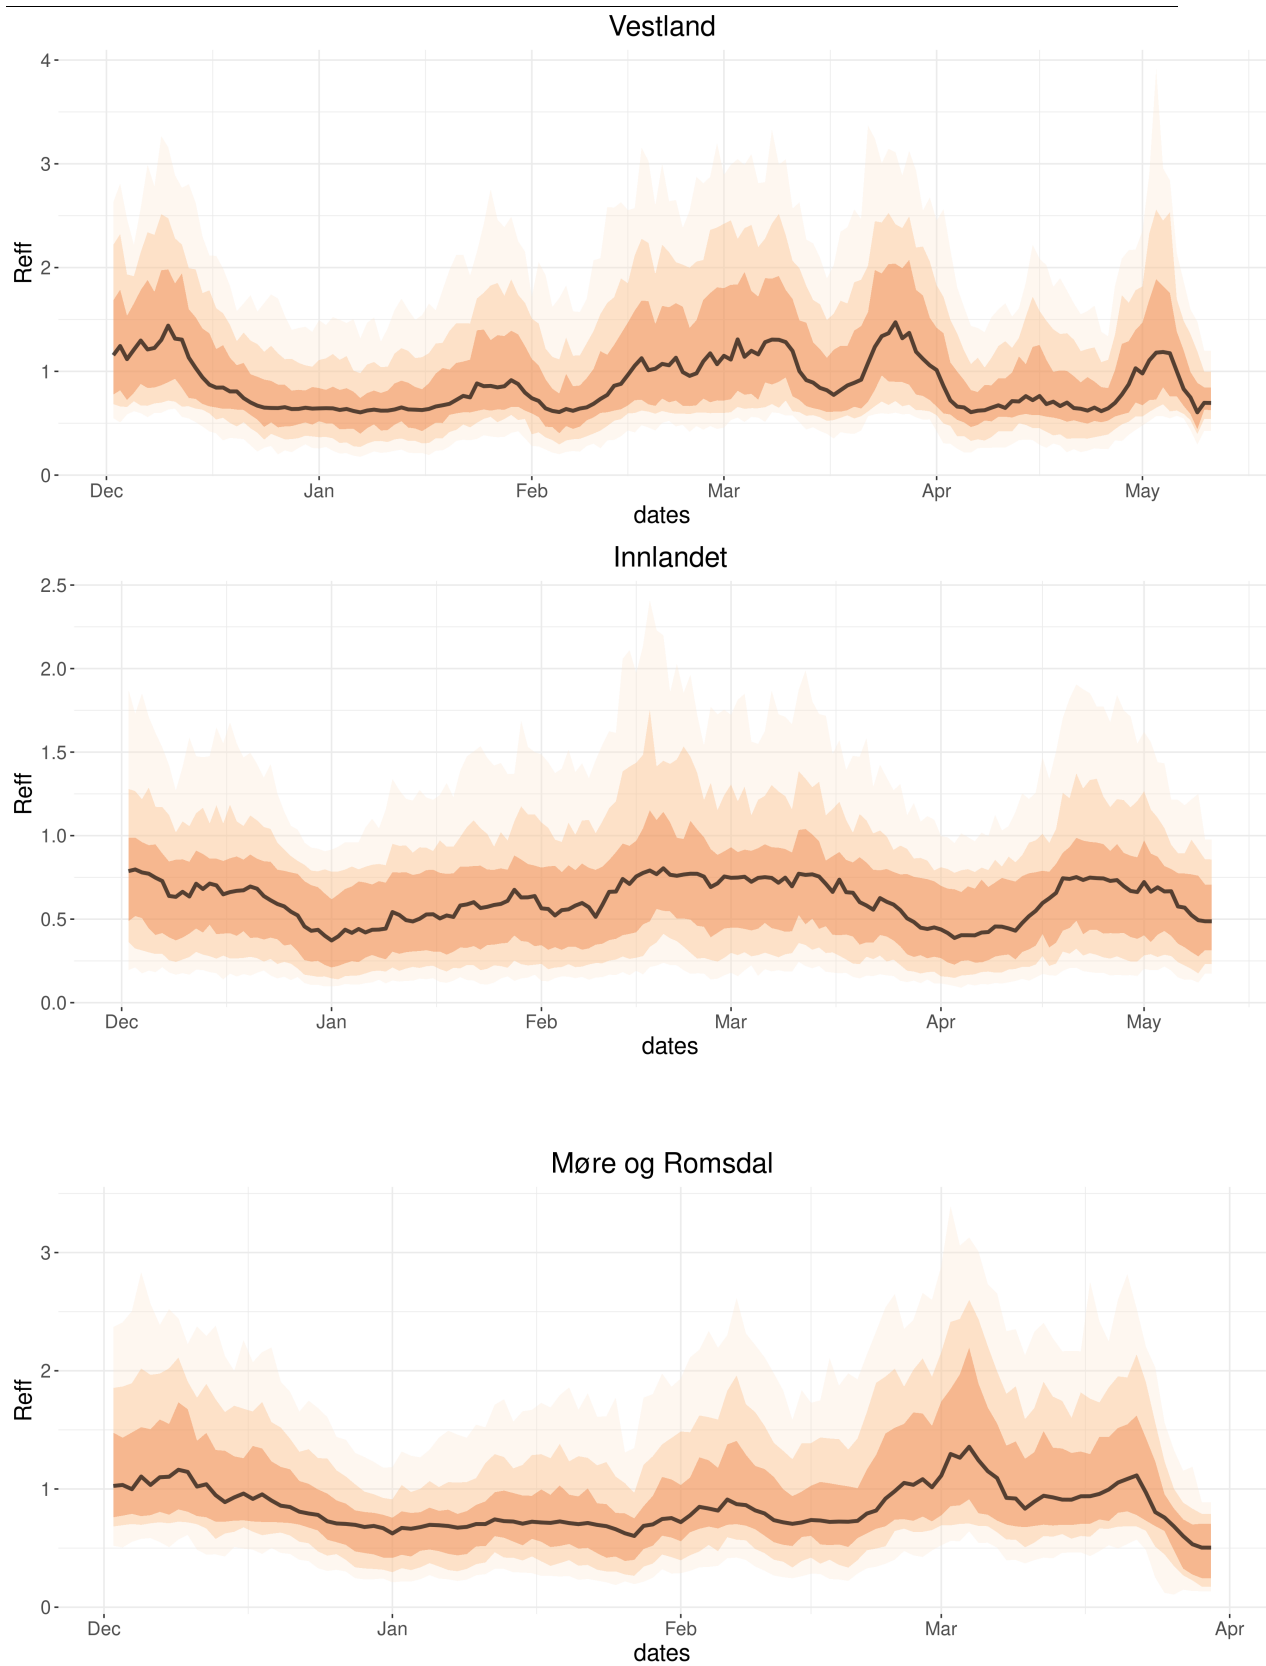 Vestland
4
3
2
1
0
Reff
Dec Jan Feb Mar Apr May
dates
Innlandet
2.5
2.0
1.5
1.0
0.5
0.0
Reff
Dec Jan Feb Mar Apr May
dates
Møre og Romsdal
3
2
1
0
Reff
Dec Jan Feb Mar Apr
dates